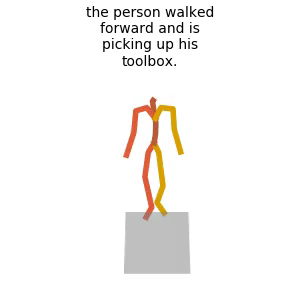 the person walked
forward and is
picking up his
toolbox.